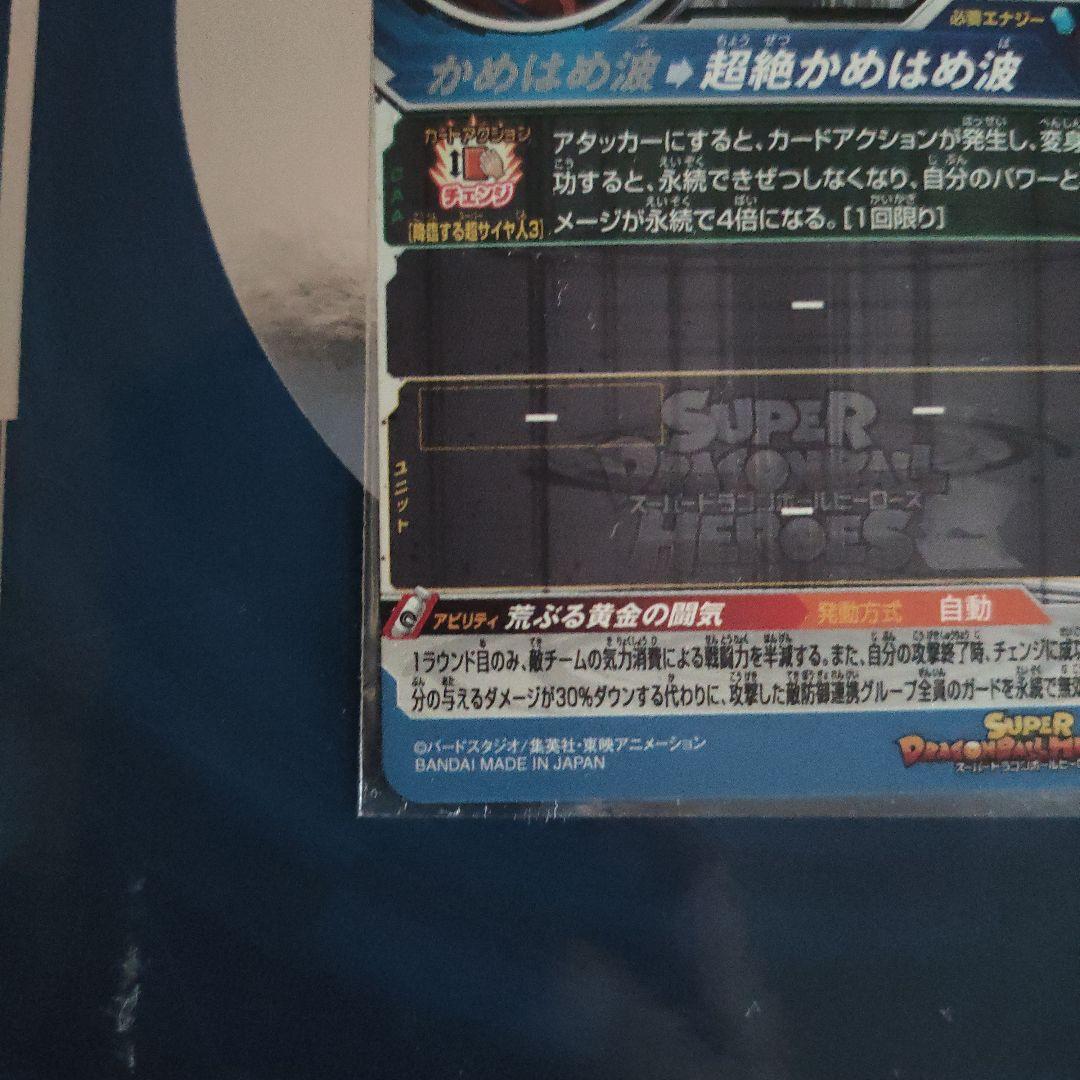 必要エナジー
かめはめ波➡超絶かめはめ波
カードアクション
チェンジ
[降臨する超サイヤ人3]
CAA
アタッカーにすると、カードアクションが発生し、変身
功すると、永続できぜつしなくなり、自分のパワーと
メージが永続で4倍になる。[1回限り]
ー
ー
ー
ー
ユニット
SUPER
DRAGONBALL
スーパードラゴンボールヒーローズ
HEROES
アビリティ 荒ぶる黄金の闘気 発動方式 自動
1ラウンド目のみ、敵チームの気力消費による戦闘力を半減する。また、自分の攻撃終了時、チェンジに成功
分の与えるダメージが30%ダウンする代わりに、攻撃した敵防御連携グループ全員のガードを永続で無効
©バードスタジオ/集英社・東映アニメーション
BANDAI MADE IN JAPAN
SUPER
DRAGONBALL HE
スーパードラゴンボールヒーロ